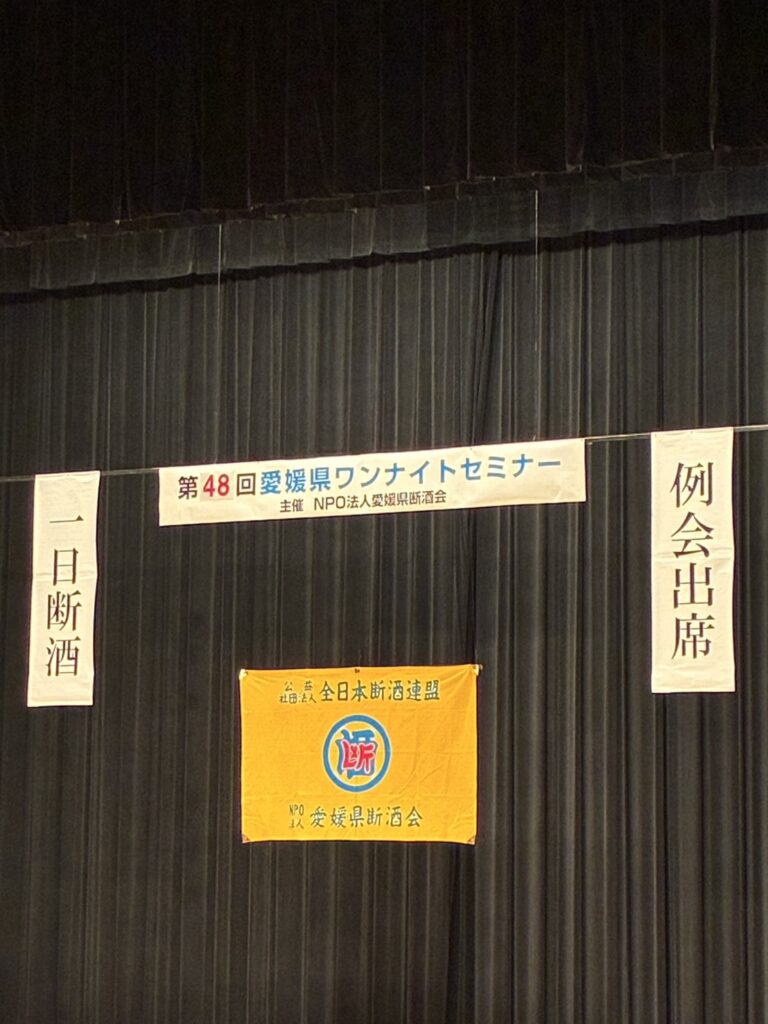 第48回愛媛県ワンナイトセミナー
主催 NPO法人愛媛県断酒会
一日断酒
例会出席
公益社団法人 全日本断酒連盟
断酒
NPO法人 愛媛県断酒会